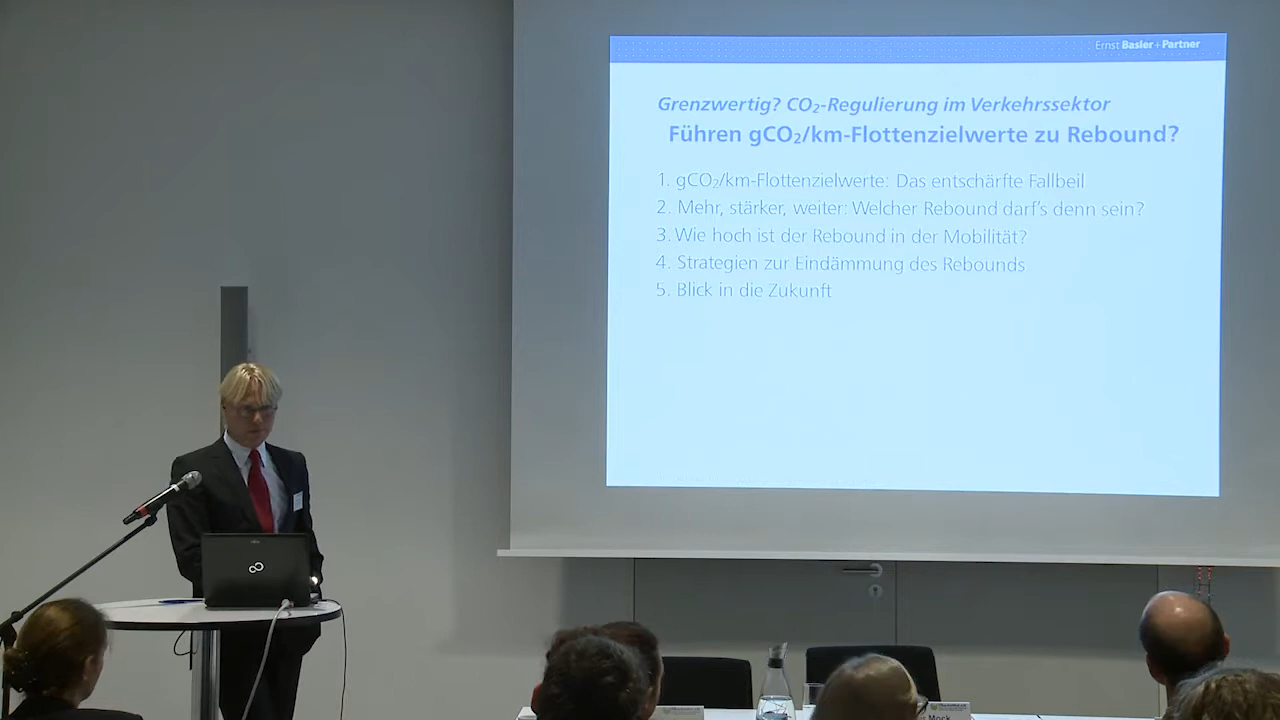 Ernst Basler+Partner
Grenzwertig? CO₂-Regulierung im Verkehrssektor
Führen gCO₂/km-Flottenzielwerte zu Rebound?
1. gCO₂/km-Flottenzielwerte: Das entschärfte Fallbeil
2. Mehr, stärker, weiter: Welcher Rebound darf's denn sein?
3. Wie hoch ist der Rebound in der Mobilität?
4. Strategien zur Eindämmung des Rebounds
5. Blick in die Zukunft
Mock